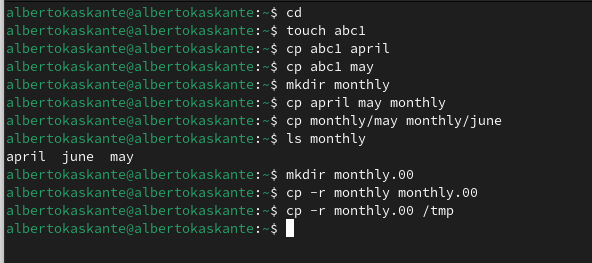 albertokaskante@albertokaskante:~$ cd
albertokaskante@albertokaskante:~$ touch abc1
albertokaskante@albertokaskante:~$ cp abc1 april
albertokaskante@albertokaskante:~$ cp abc1 may
albertokaskante@albertokaskante:~$ mkdir monthly
albertokaskante@albertokaskante:~$ cp april may monthly
albertokaskante@albertokaskante:~$ cp monthly/may monthly/june
albertokaskante@albertokaskante:~$ ls monthly
april  june  may
albertokaskante@albertokaskante:~$ mkdir monthly.00
albertokaskante@albertokaskante:~$ cp -r monthly monthly.00
albertokaskante@albertokaskante:~$ cp -r monthly.00 /tmp
albertokaskante@albertokaskante:~$